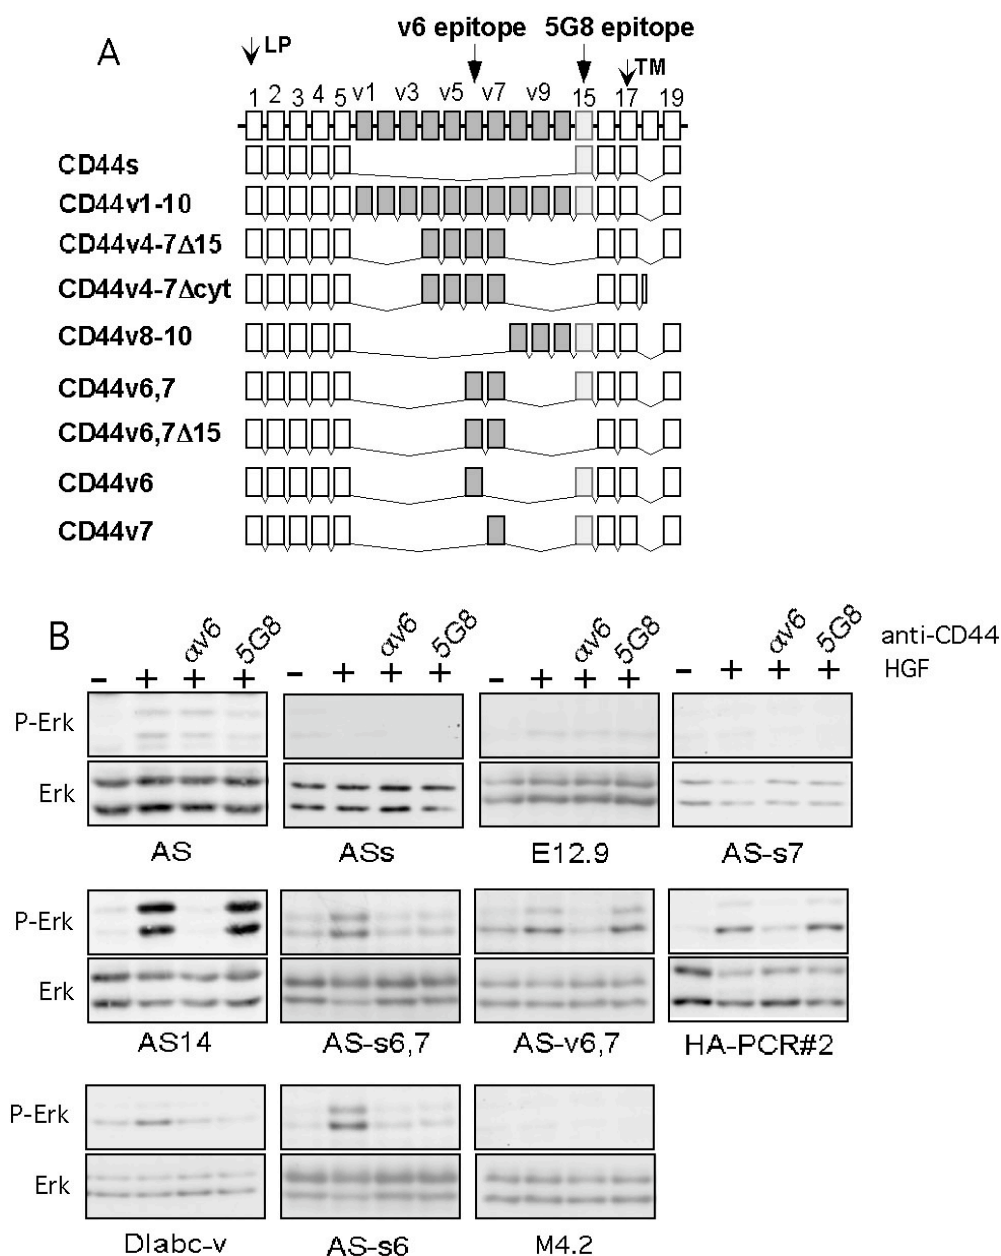 A
LP
v6 epitope 5G8 epitope
TM
1 2 3 4 5 v1 v3 v5 v7 v9 15 17 19
CD44s
CD44v1-10
CD44v4-7Δ15
CD44v4-7Δcyt
CD44v8-10
CD44v6,7
CD44v6,7Δ15
CD44v6
CD44v7
B
αv6 5G8 αv6 5G8 αv6 5G8 αv6 5G8 anti-CD44
− + + + − + + + − + + + − + + + HGF
P-Erk
Erk
AS ASs E12.9 AS-s7
P-Erk
Erk
AS14 AS-s6,7 AS-v6,7 HA-PCR#2
P-Erk
Erk
DIabc-v AS-s6 M4.2